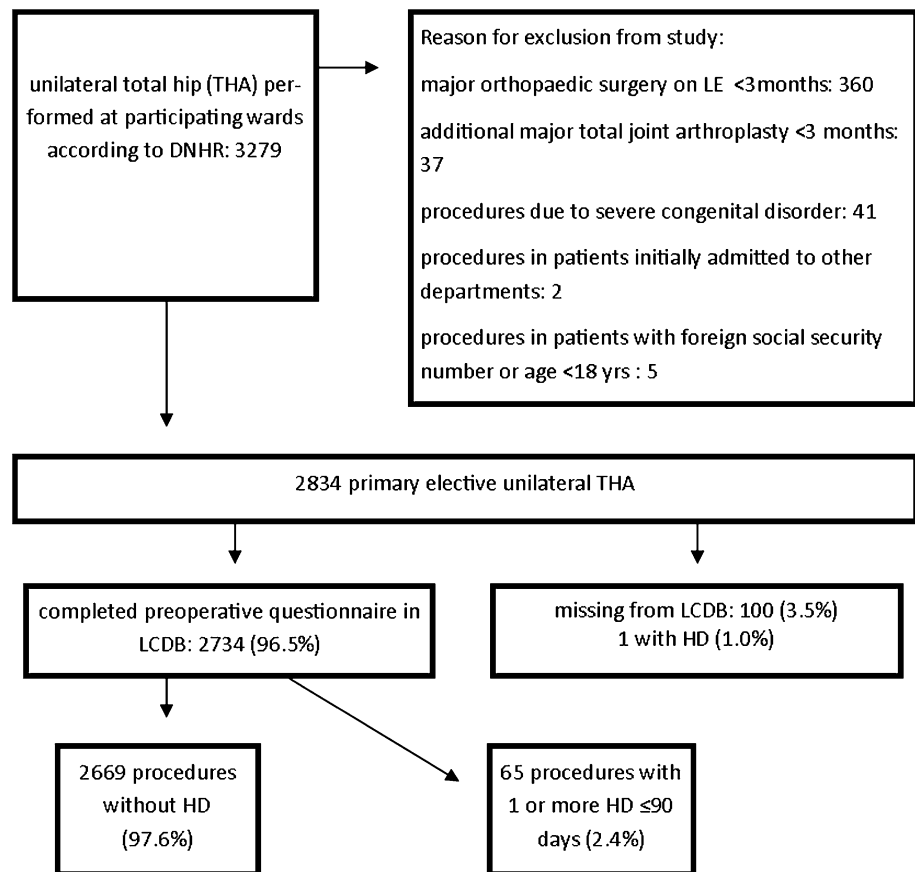 unilateral total hip (THA) per-
formed at participating wards
according to DNHR: 3279
Reason for exclusion from study:
major orthopaedic surgery on LE <3months: 360
additional major total joint arthroplasty <3 months:
37
procedures due to severe congenital disorder: 41
procedures in patients initially admitted to other
departments: 2
procedures in patients with foreign social security
number or age <18 yrs : 5
2834 primary elective unilateral THA
completed preoperative questionnaire in
LCDB: 2734 (96.5%)
missing from LCDB: 100 (3.5%)
1 with HD (1.0%)
2669 procedures
without HD
(97.6%)
65 procedures with
1 or more HD ≤90
days (2.4%)